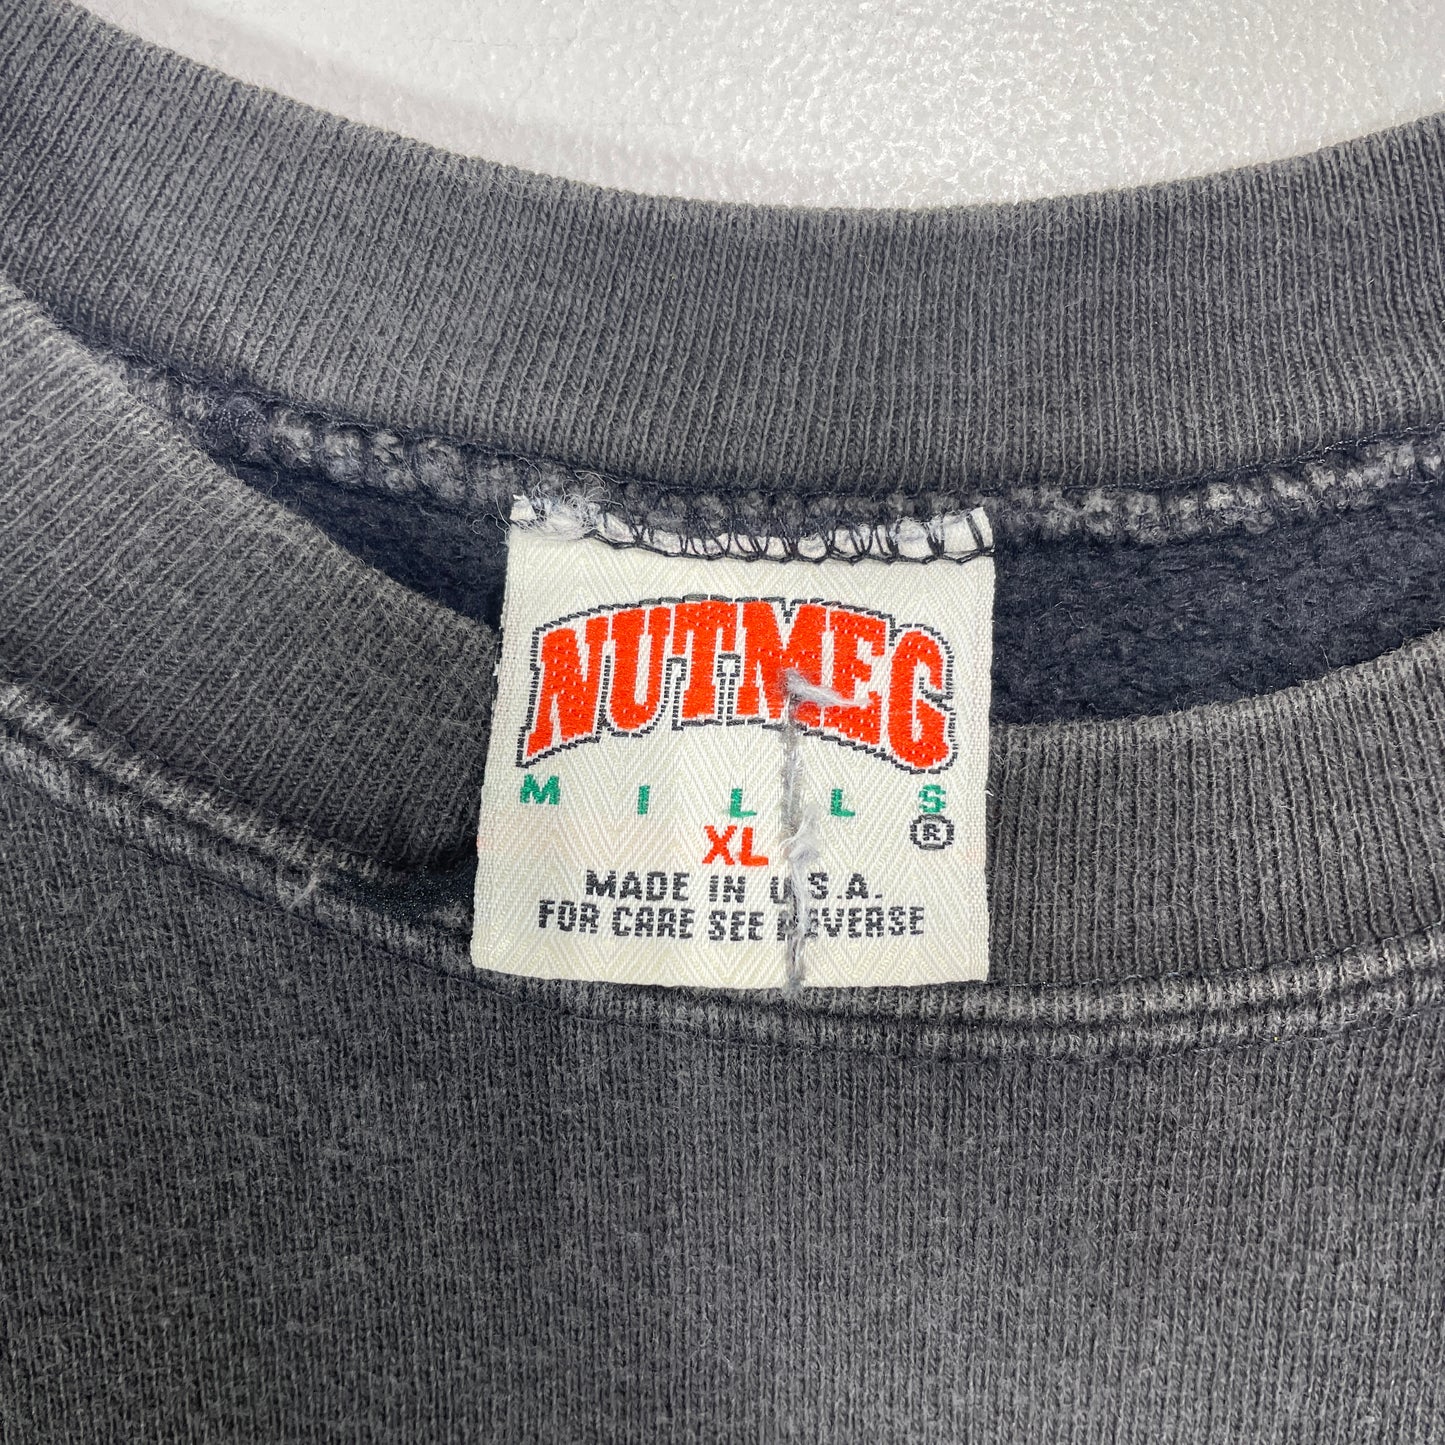 NUTMEG
MILLS
®
XL
MADE IN U.S.A.
FOR CARE SEE REVERSE